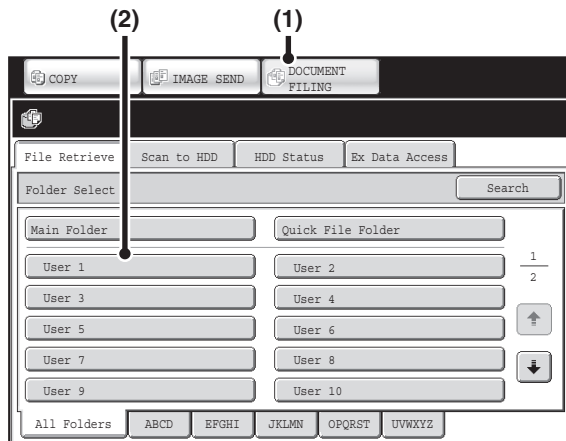 (2) (1)
COPY IMAGE SEND DOCUMENT
FILING
File Retrieve Scan to HDD HDD Status Ex Data Access
Folder Select Search
Main Folder Quick File Folder
User 1 User 2 1
2
User 3 User 4
User 5 User 6
User 7 User 8
User 9 User 10
All Folders ABCD EFGHI JKLMN OPQRST UVWXYZ